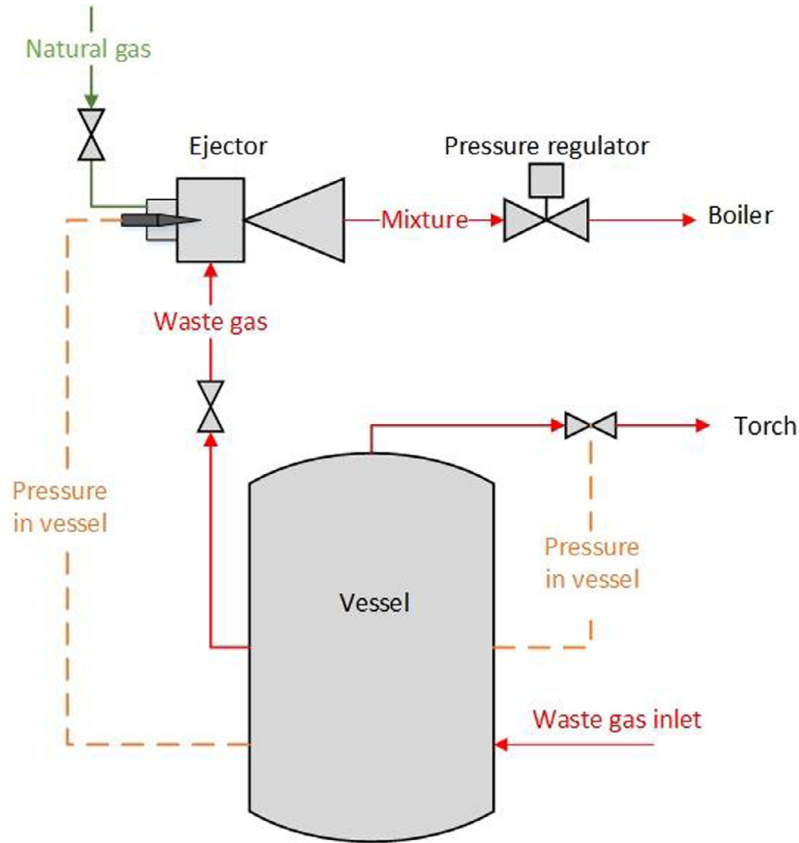 Natural gas
Ejector
Pressure regulator
Mixture
Boiler
Waste gas
Torch
Pressure
in vessel
Pressure
in vessel
Vessel
Waste gas inlet